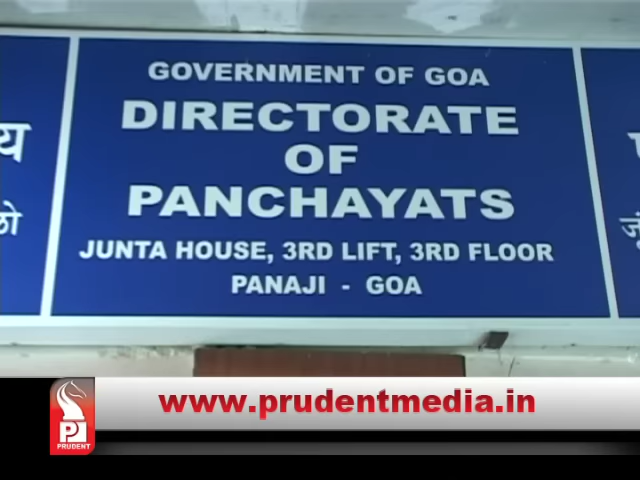 GOVERNMENT OF GOA
DIRECTORATE
OF
PANCHAYATS
JUNTA HOUSE, 3RD LIFT, 3RD FLOOR
PANAJI - GOA
www.prudentmedia.in
PRUDENT